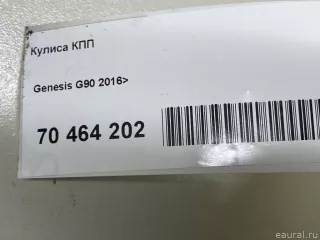 Кулиса КПП
Genesis G90 2016>
70 464 202
eaural.ru